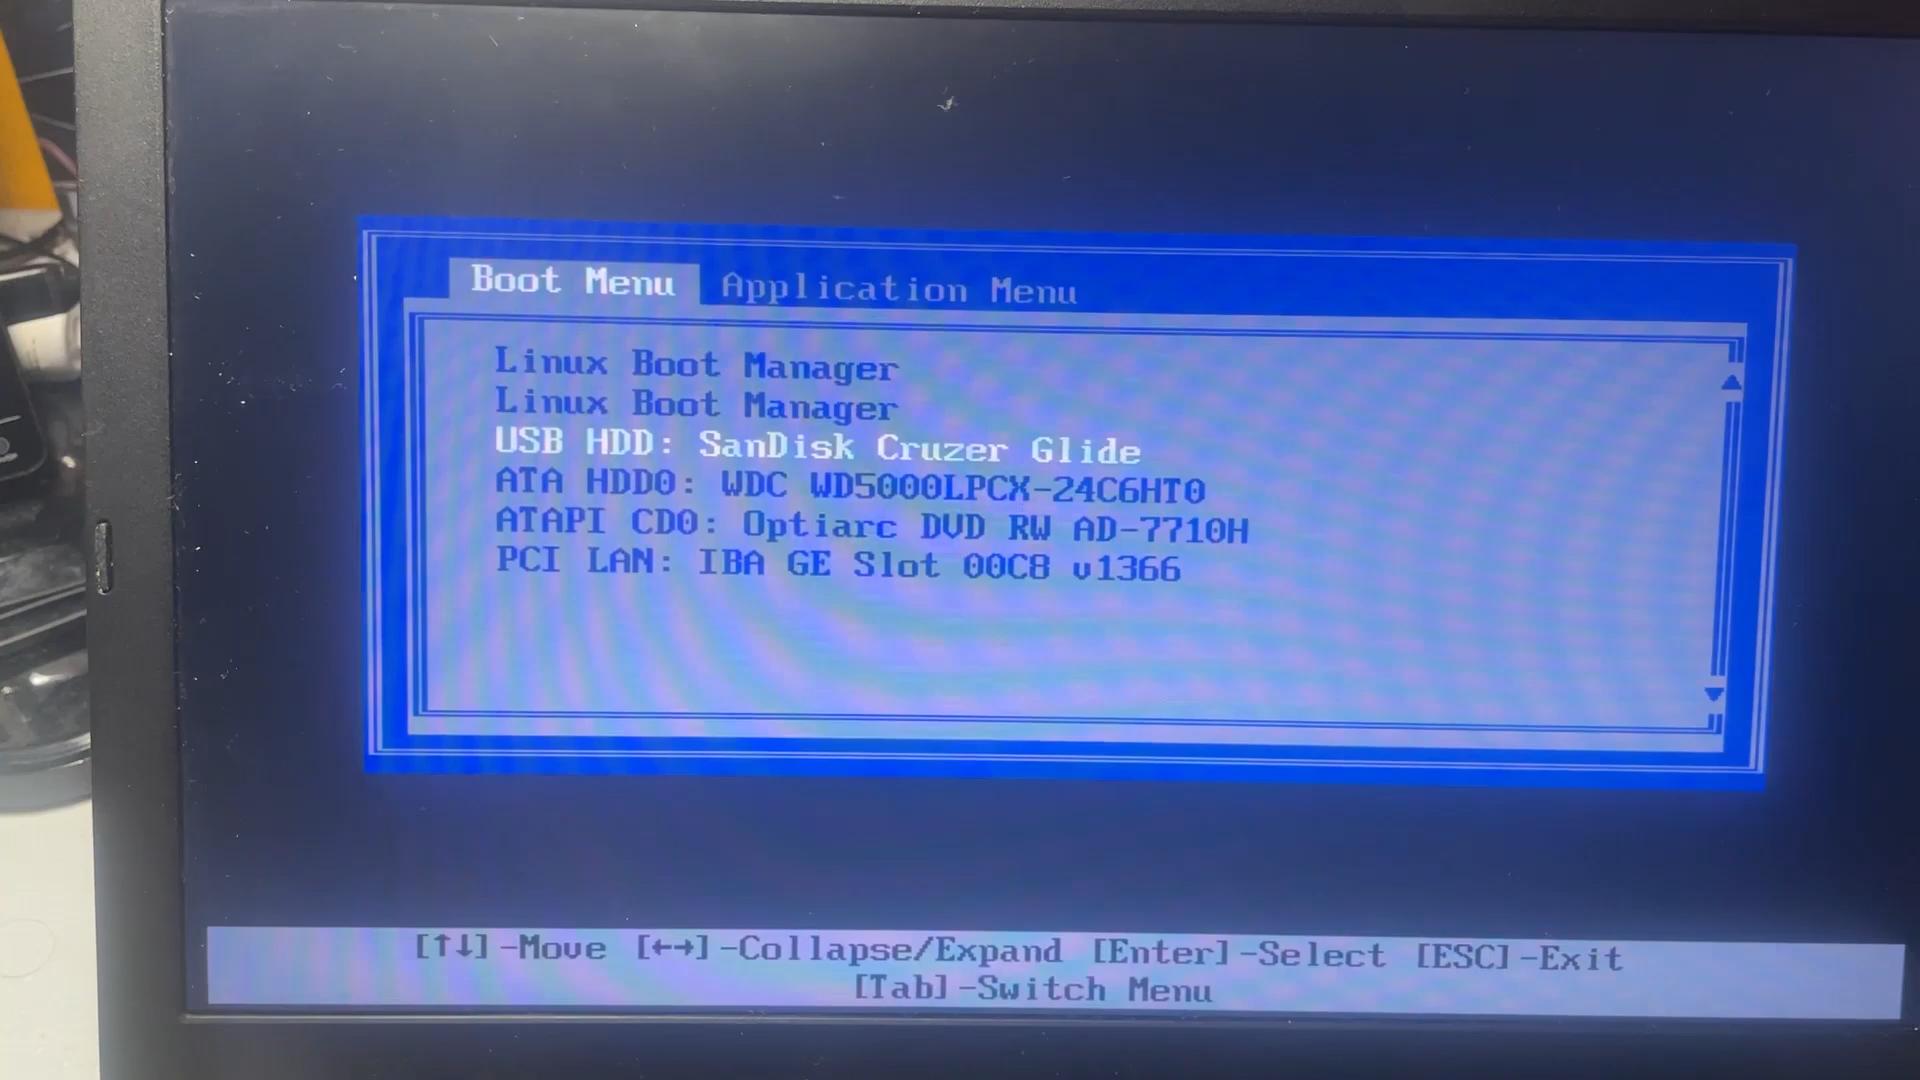 Boot Menu Application Menu
Linux Boot Manager
Linux Boot Manager
USB HDD: SanDisk Cruzer Glide
ATA HDD0: WDC WD5000LPCX-24C6HT0
ATAPI CD0: Optiarc DVD RW AD-7710H
PCI LAN: IBA GE Slot 00C8 v1366
[↑↓]-Move [←→]-Collapse/Expand [Enter]-Select [ESC]-Exit
[Tab]-Switch Menu